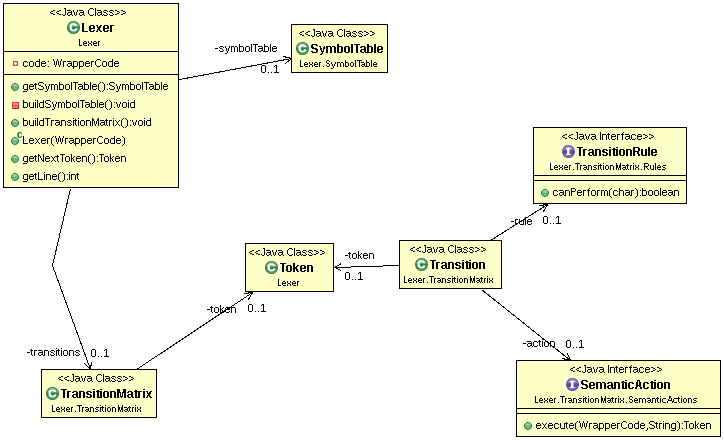 <<Java Class>>
Lexer
Lexer
code: WrapperCode
getSymbolTable():SymbolTable
buildSymbolTable():void
buildTransitionMatrix():void
Lexer(WrapperCode)
getNextToken():Token
getLine():int
-symbolTable
0..1
<<Java Class>>
SymbolTable
Lexer.SymbolTable
<<Java Interface>>
TransitionRule
Lexer.TransitionMatrix.Rules
canPerform(char):boolean
-rule
0..1
<<Java Class>>
Token
Lexer
-token
0..1
<<Java Class>>
Transition
Lexer.TransitionMatrix
-token
0..1
-transitions
0..1
<<Java Class>>
TransitionMatrix
Lexer.TransitionMatrix
-action
0..1
<<Java Interface>>
SemanticAction
Lexer.TransitionMatrix.SemanticActions
execute(WrapperCode,String):Token